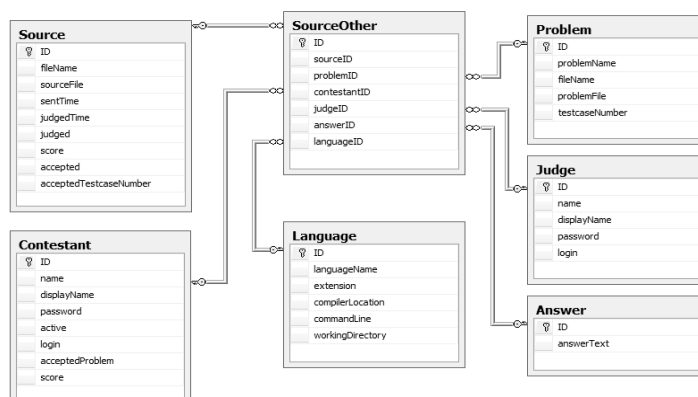 Source
ID
fileName
sourceFile
sentTime
judgedTime
judged
score
accepted
acceptedTestcaseNumber
Contestant
ID
name
displayName
password
active
login
acceptedProblem
score
SourceOther
ID
sourceID
problemID
contestantID
judgeID
answerID
languageID
Language
ID
languageName
extension
compilerLocation
commandLine
workingDirectory
Problem
ID
problemName
fileName
problemFile
testcaseNumber
Judge
ID
name
displayName
password
login
Answer
ID
answerText